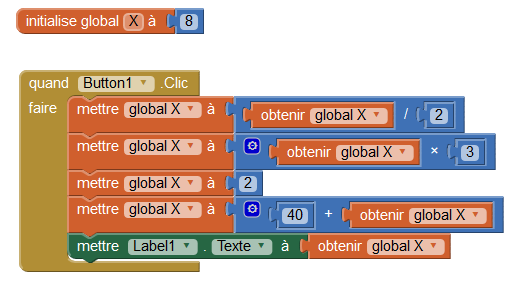 initialise global X à 8
quand Button1 .Clic
faire mettre global X à obtenir global X / 2
mettre global X à obtenir global X × 3
mettre global X à 2
mettre global X à 40 + obtenir global X
mettre Label1 . Texte à obtenir global X